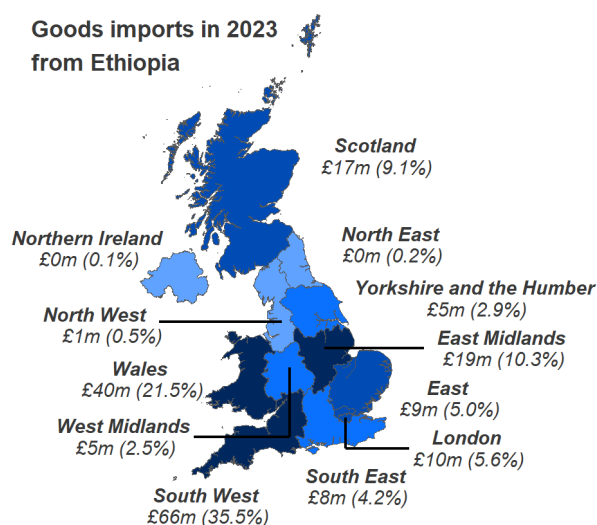 Goods imports in 2023
from Ethiopia
Scotland
£17m (9.1%)
Northern Ireland
£0m (0.1%)
North East
£0m (0.2%)
Yorkshire and the Humber
£5m (2.9%)
North West
£1m (0.5%)
East Midlands
£19m (10.3%)
Wales
£40m (21.5%)
East
£9m (5.0%)
West Midlands
£5m (2.5%)
London
£10m (5.6%)
South East
£8m (4.2%)
South West
£66m (35.5%)